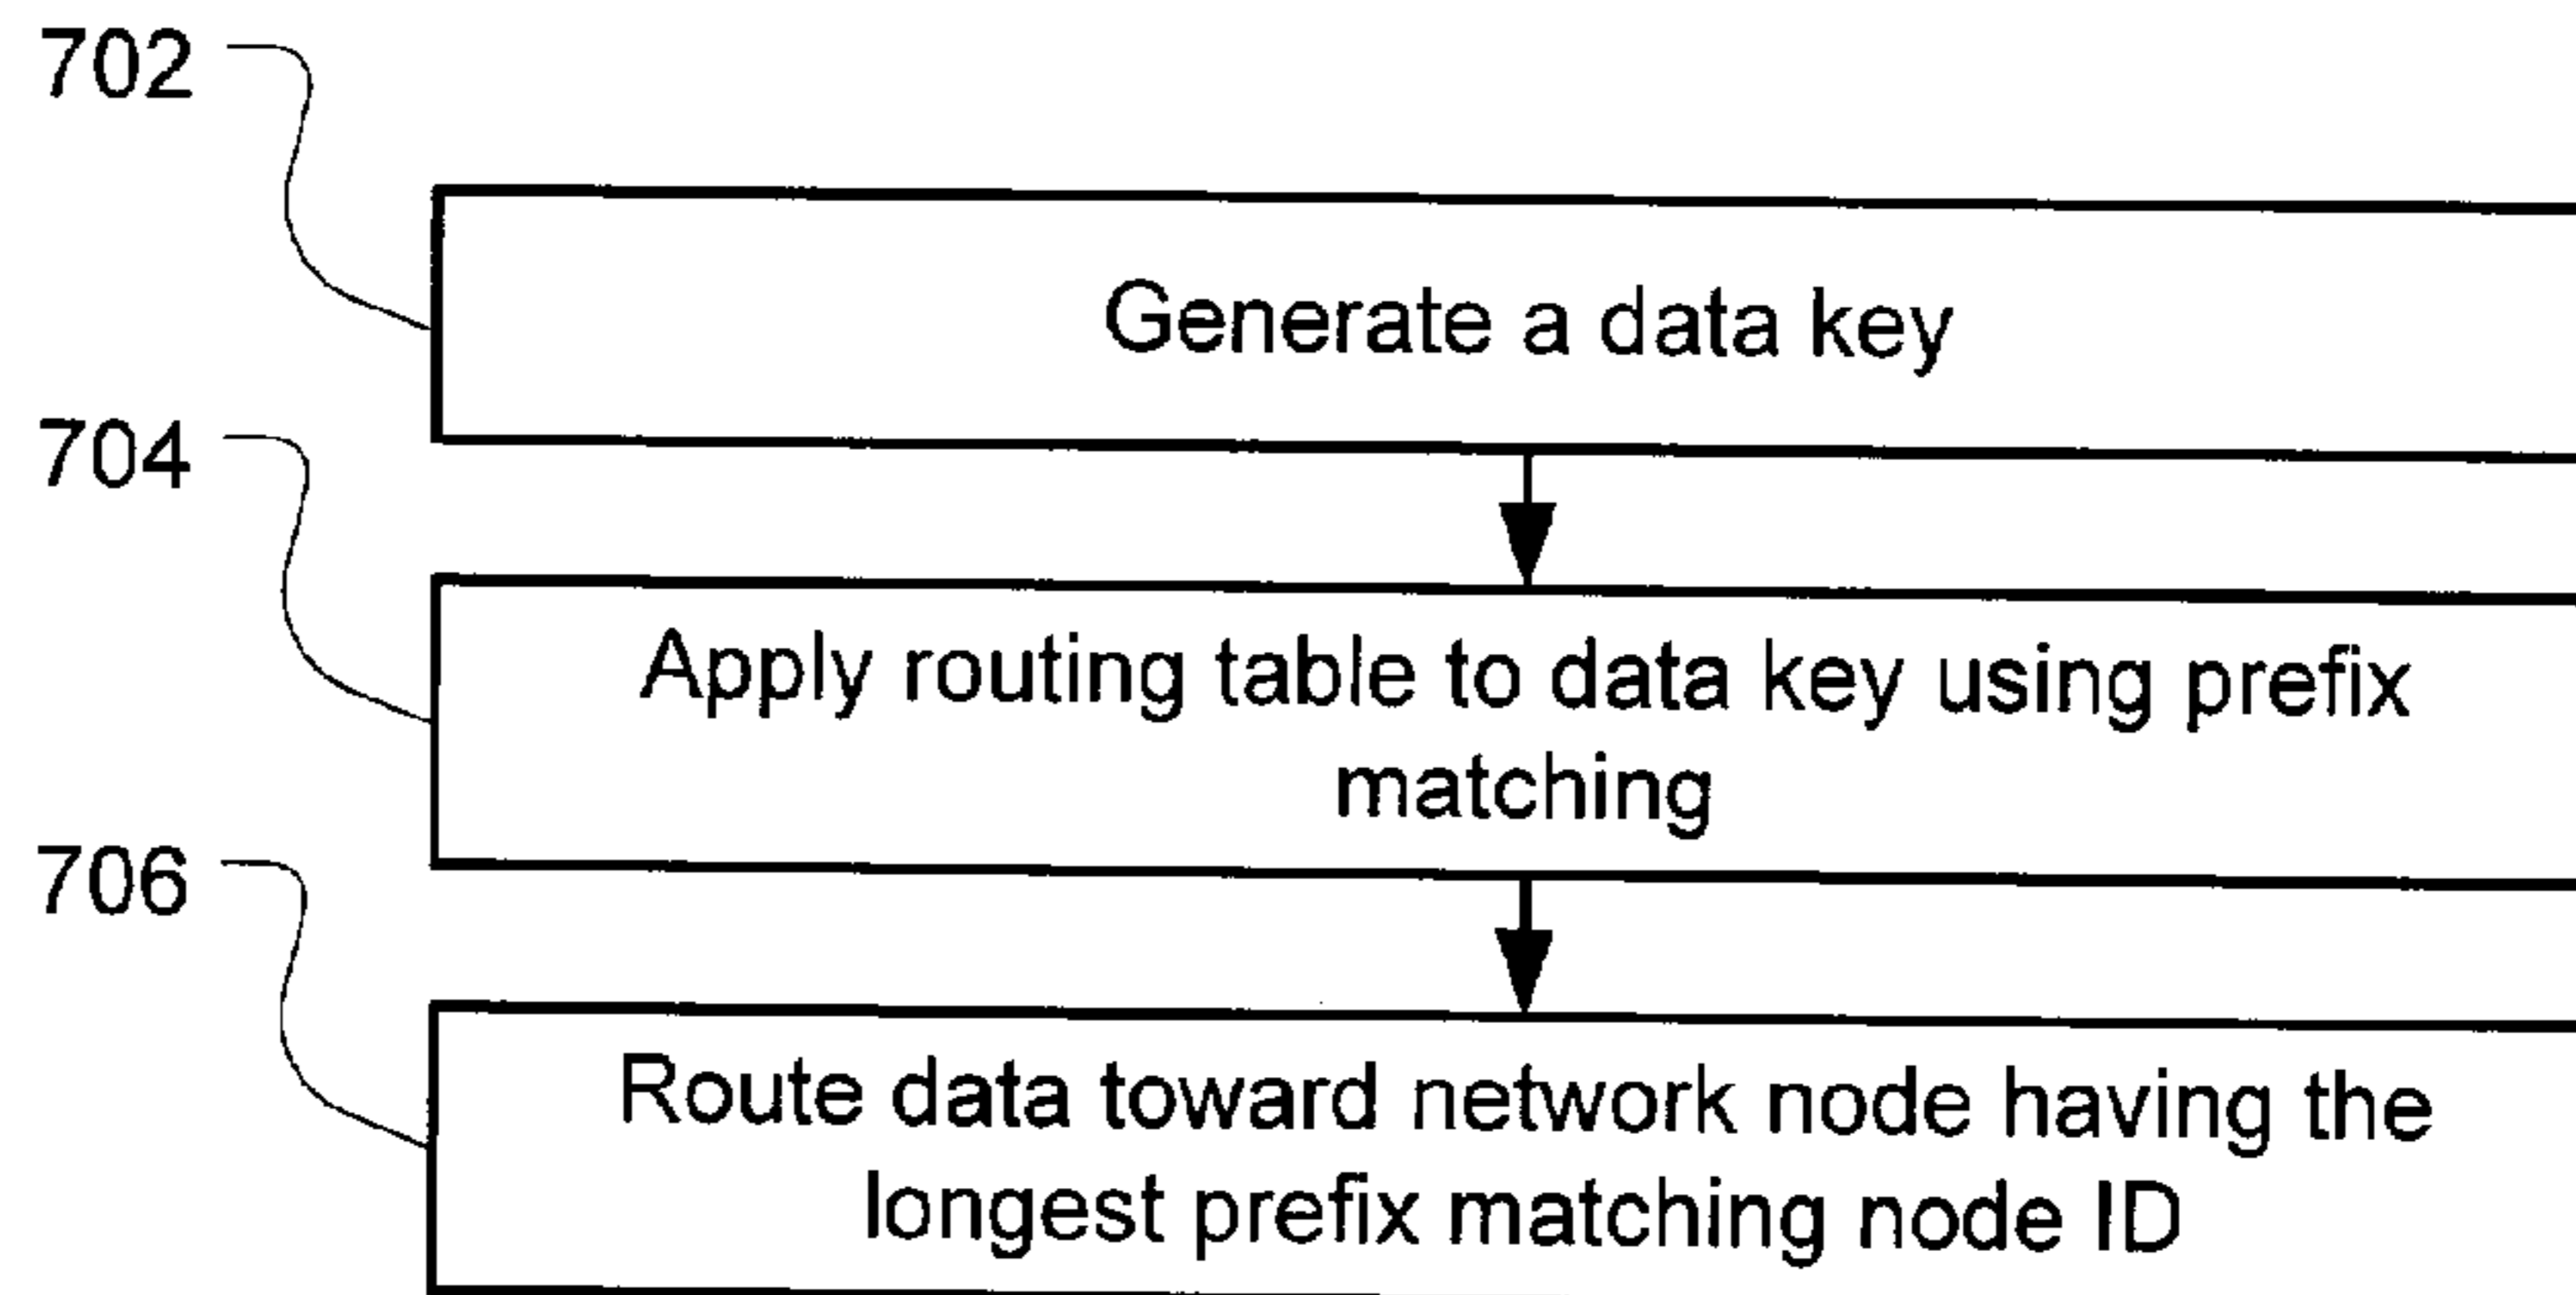 702
Generate a data key
704
Apply routing table to data key using prefix
matching
706
Route data toward network node having the
longest prefix matching node ID